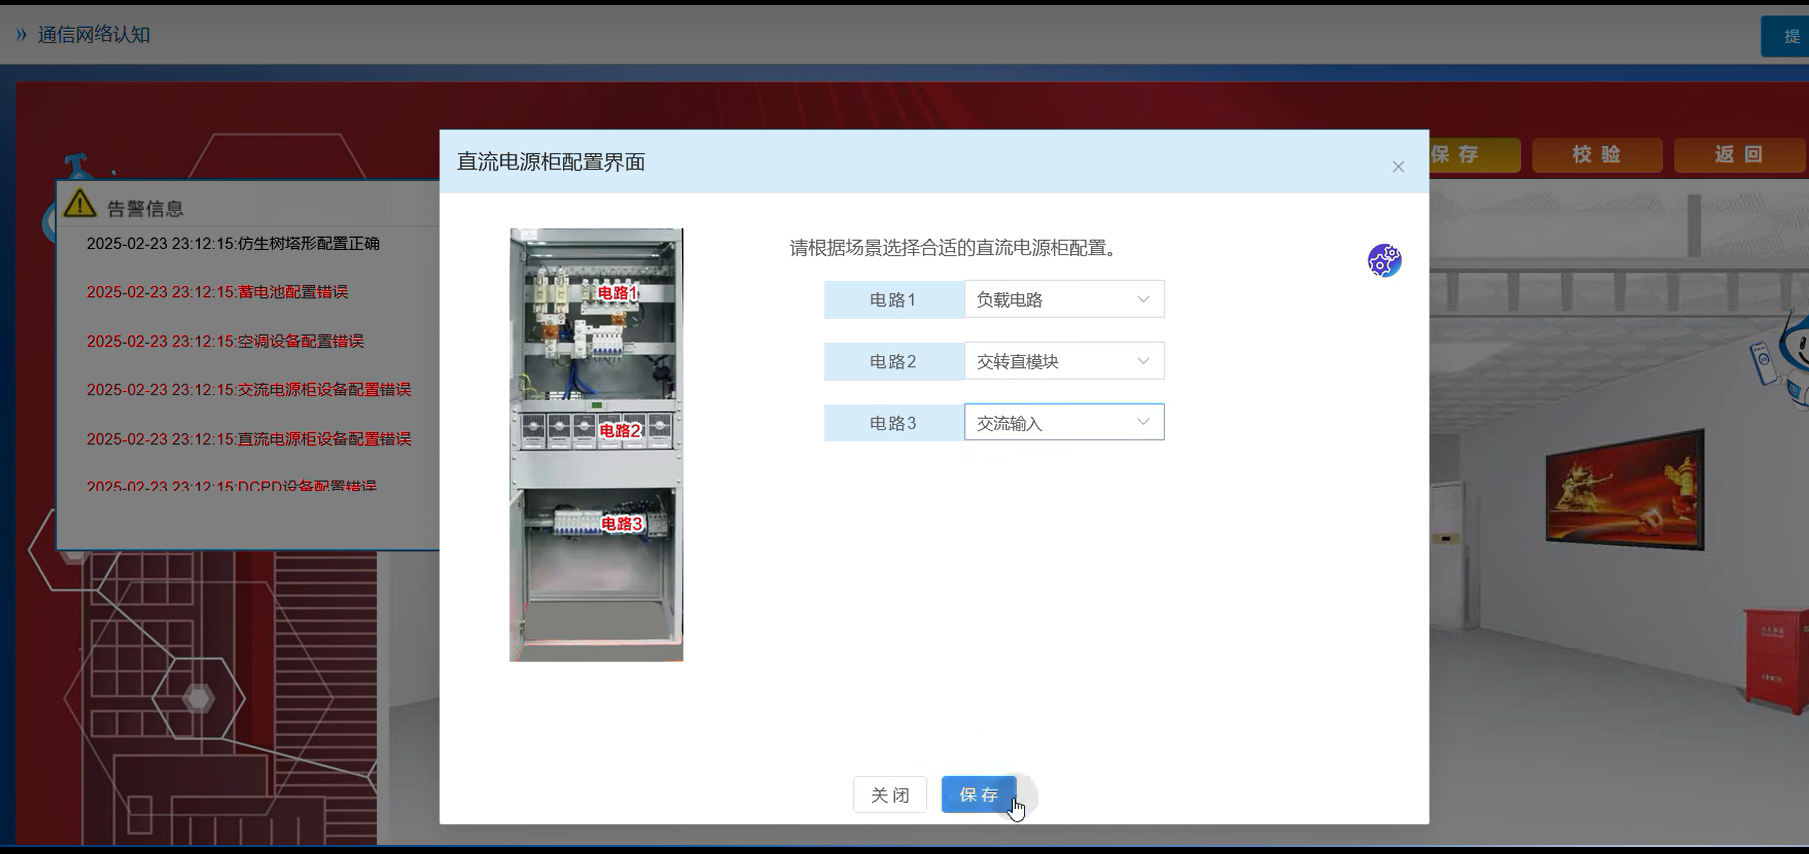 » 通信网络认知
提
保 存
校 验
返 回
直流电源柜配置界面
告警信息
2025-02-23 23:12:15:仿生树塔形配置正确
2025-02-23 23:12:15:蓄电池配置错误
2025-02-23 23:12:15:空调设备配置错误
2025-02-23 23:12:15:交流电源柜设备配置错误
2025-02-23 23:12:15:直流电源柜设备配置错误
2025-02-23 23:12:15:DCPD设备配置错误
电路1
电路2
电路3
请根据场景选择合适的直流电源柜配置。
电路1 负载电路
电路2 交转直模块
电路3 交流输入
关 闭
保 存